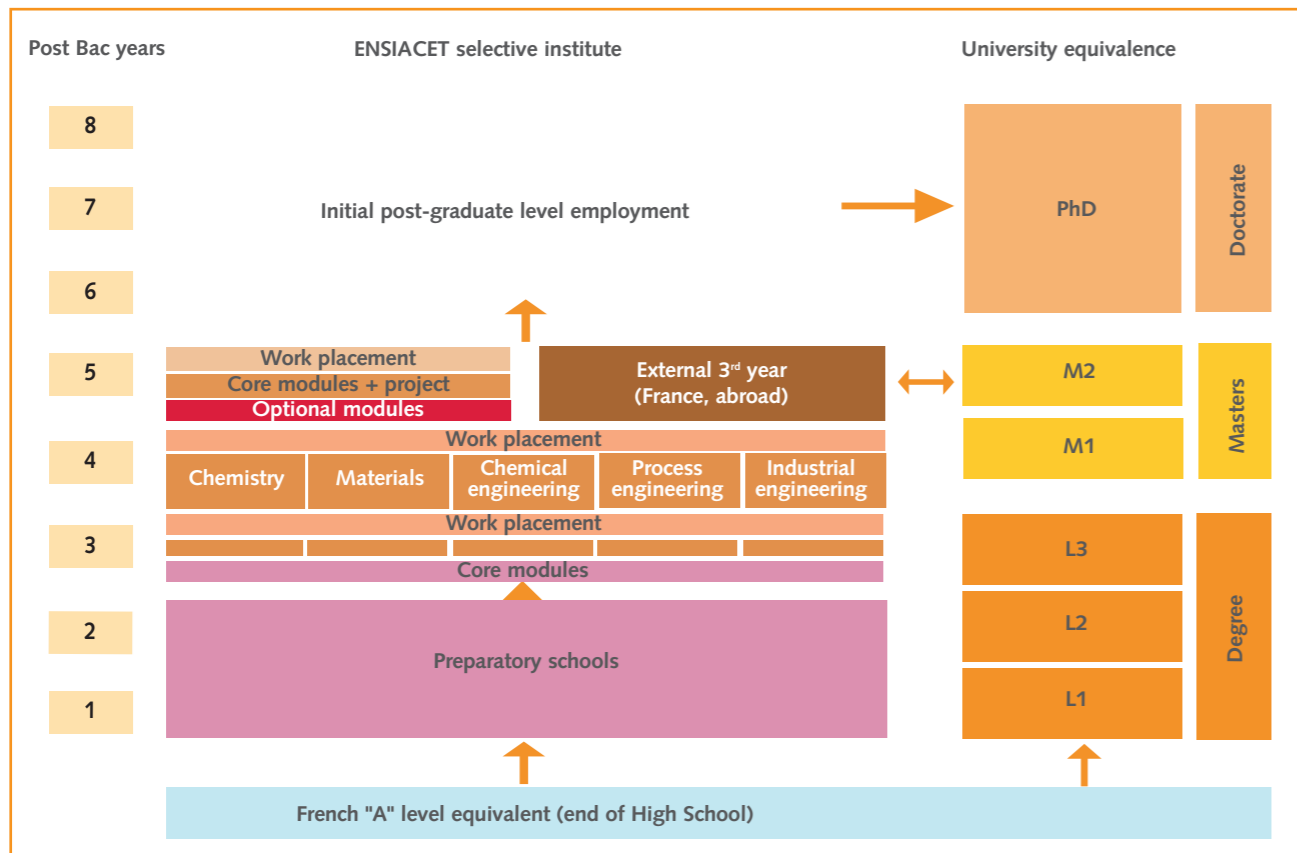 Post Bac years
ENSIACET selective institute
University equivalence
8
7
6
5
4
3
2
1
Initial post-graduate level employment
Work placement
Core modules + project
Optional modules
External 3rd year
(France, abroad)
Work placement
Chemistry
Materials
Chemical
engineering
Process
engineering
Industrial
engineering
Work placement
Core modules
Preparatory schools
French "A" level equivalent (end of High School)
PhD
Doctorate
M2
M1
Masters
L3
L2
L1
Degree